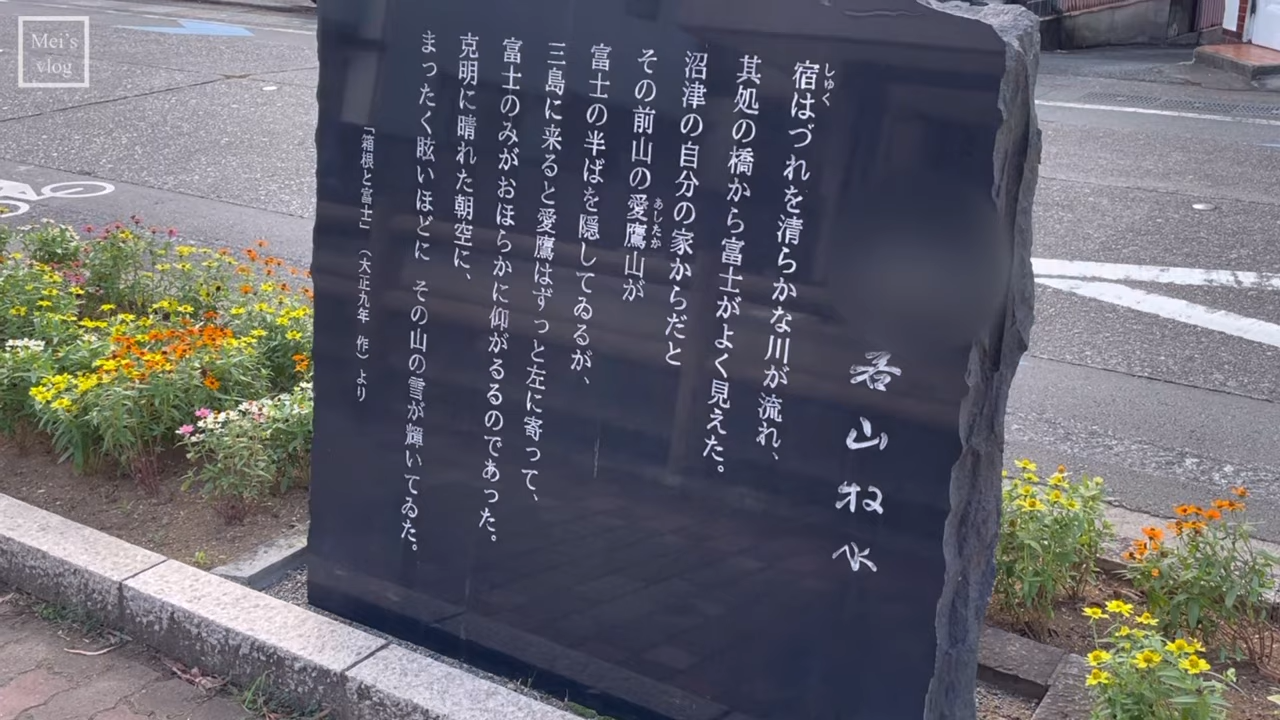 Mei's
vlog
若山牧水
宿はづれを清らかな川が流れ、
しゅく
其処の橋から富士がよく見えた。
沼津の自分の家からだと
その前山の愛鷹山が
あしたか
富士の半ばを隠してゐるが、
三島に来ると愛鷹はずっと左に寄って、
富士のみがおほらかに仰がるるのであった。
克明に晴れた朝空に、
まったく眩いほどに その山の雪が輝いてゐた。
「箱根と富士」(大正九年 作)より